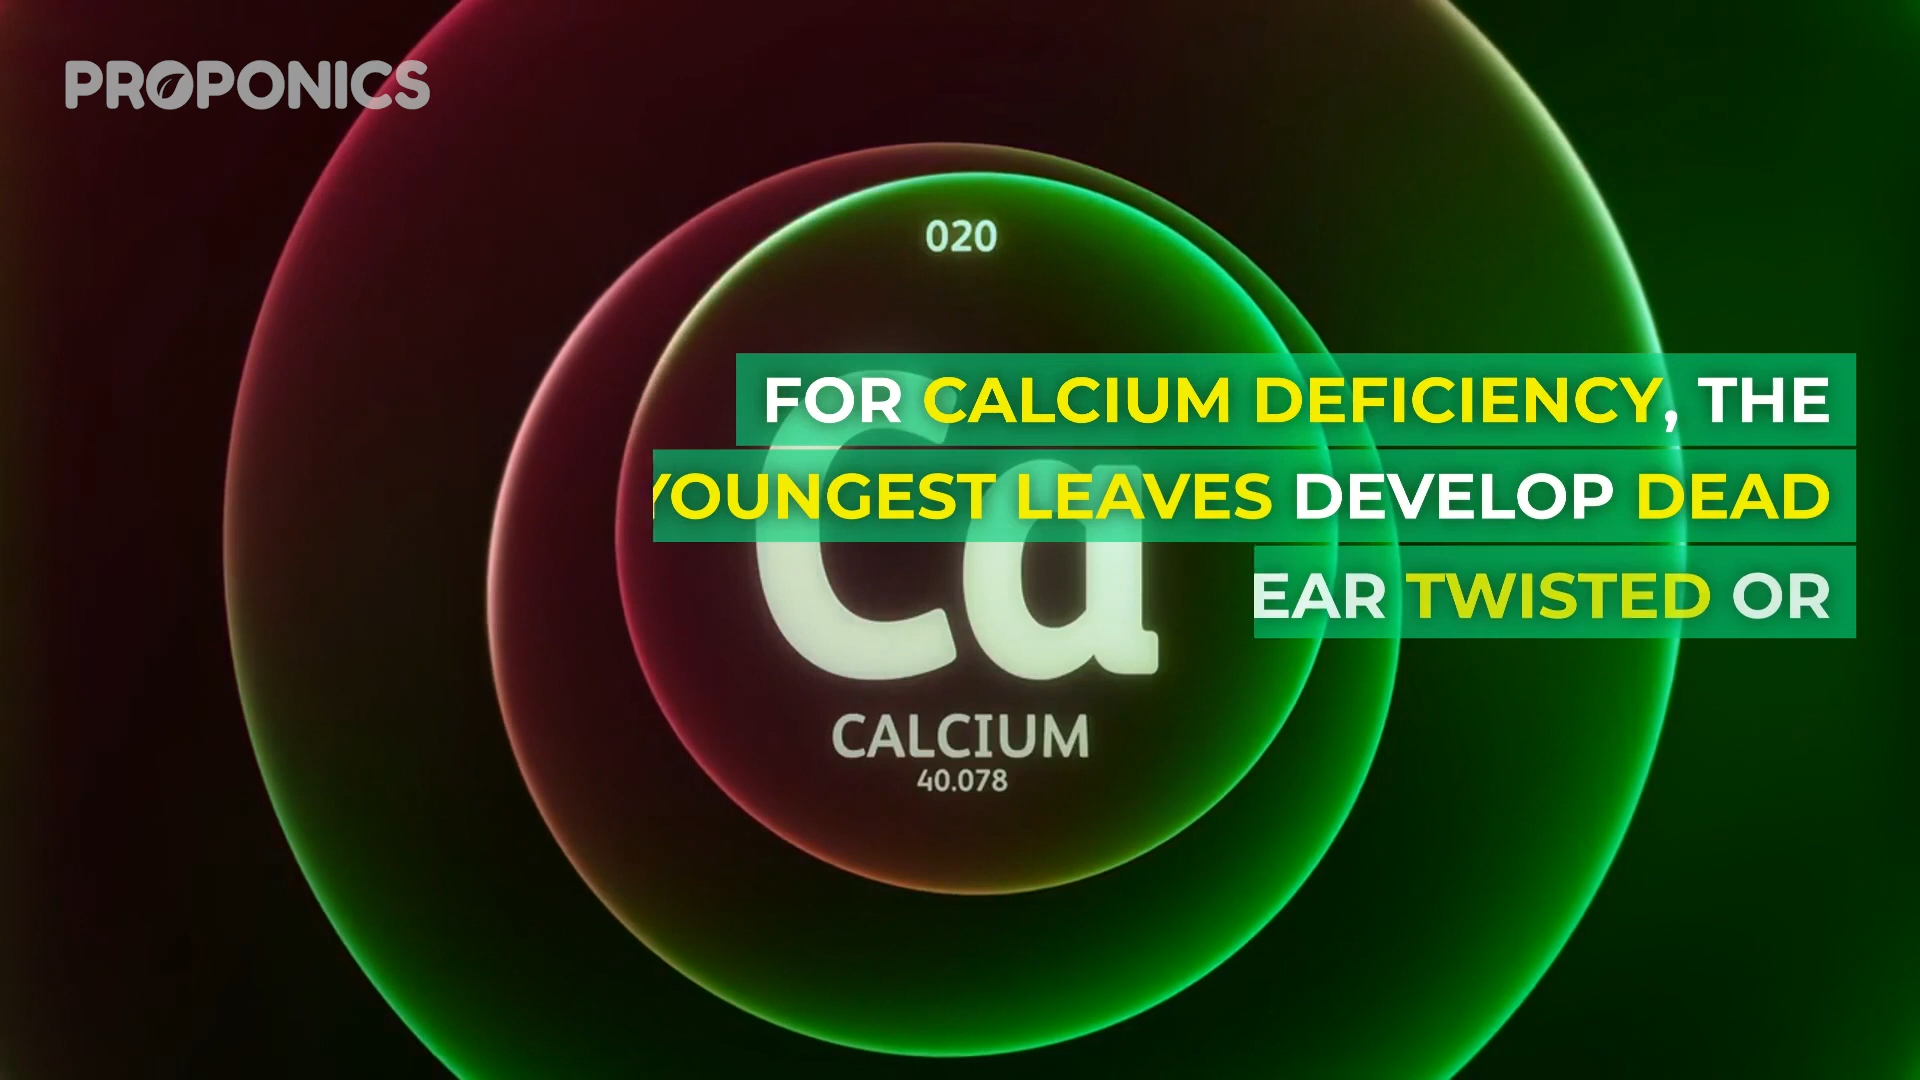 PROPONICS
020
FOR CALCIUM DEFICIENCY, THE
YOUNGEST LEAVES DEVELOP DEAD
EAR TWISTED OR
Ca
CALCIUM
40.078